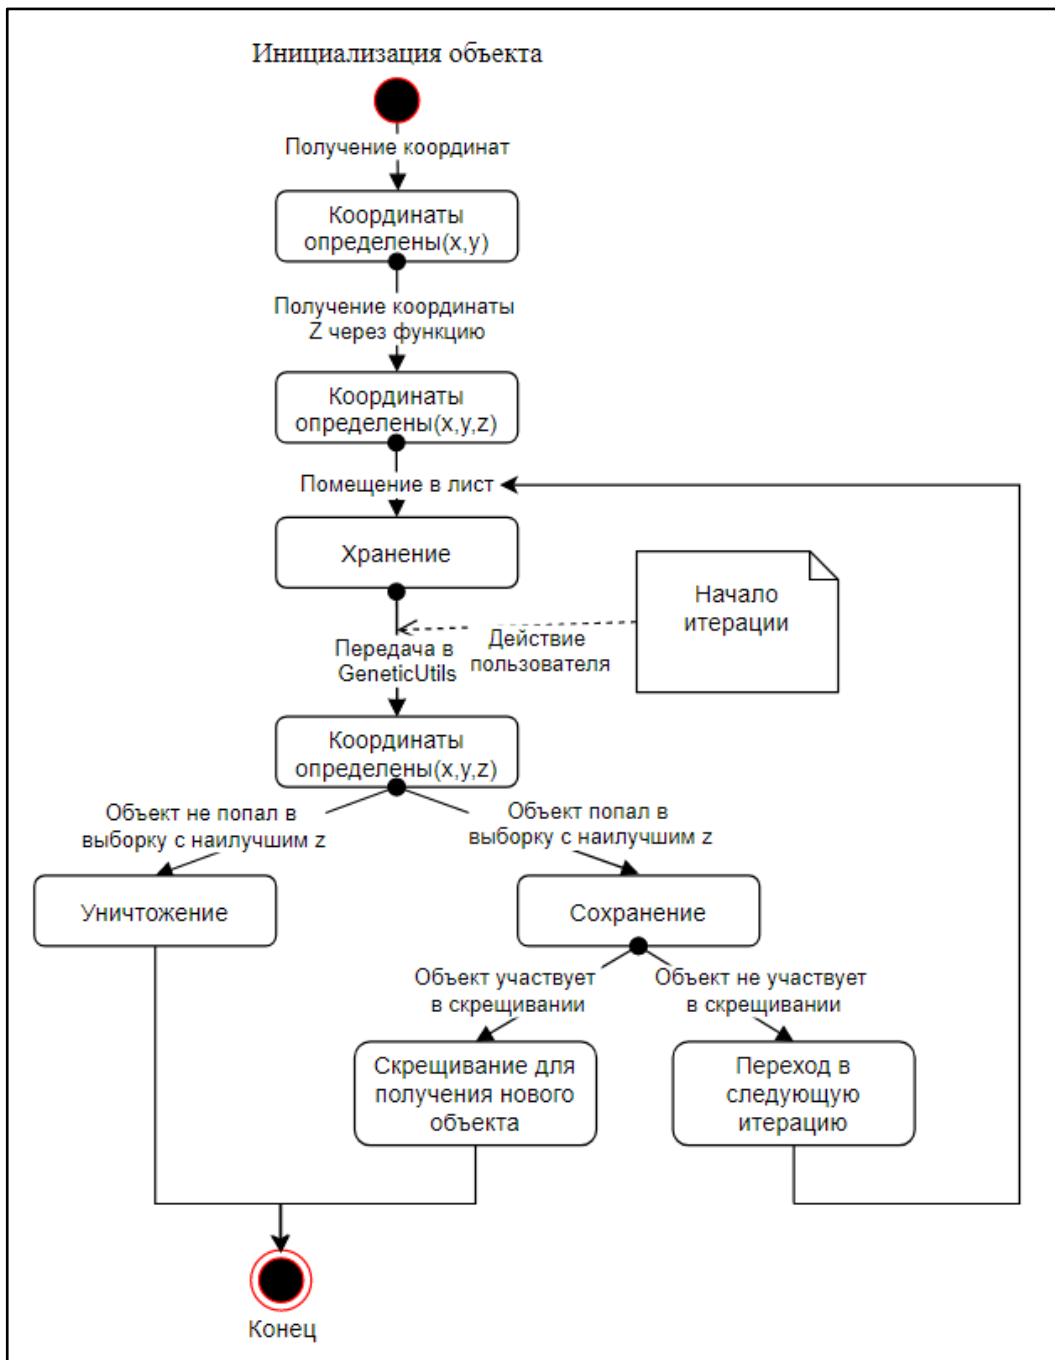 Инициализация объекта
Получение координат
Координаты
определены(x,y)
Получение координаты
Z через функцию
Координаты
определены(x,y,z)
Помещение в лист
Хранение
Начало
итерации
Действие
пользователя
Передача в
GeneticUtils
Координаты
определены(x,y,z)
Объект не попал в
выборку с наилучшим z
Объект попал в
выборку с наилучшим z
Уничтожение
Сохранение
Объект участвует
в скрещивании
Объект не участвует
в скрещивании
Скрещивание для
получения нового
объекта
Переход в
следующую
итерацию
Конец